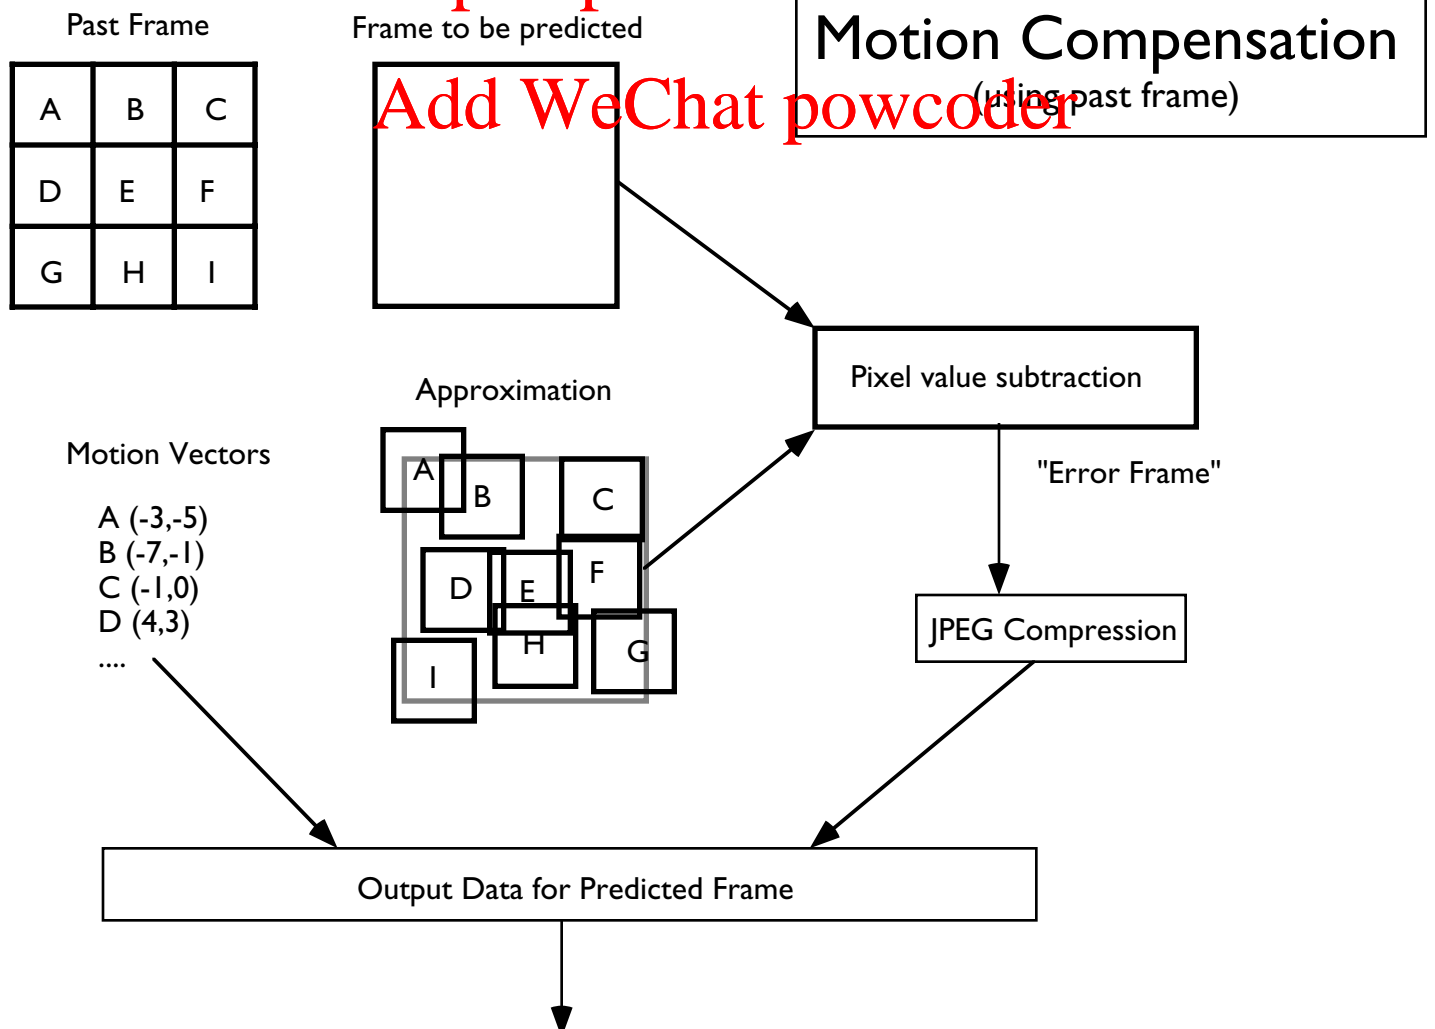 Past Frame
Frame to be predicted
Motion Compensation
(using past frame)
Add WeChat powcoder
A B C
D E F
G H I
Pixel value subtraction
Approximation
Motion Vectors
A (-3,-5)
B (-7,-1)
C (-1,0)
D (4,3)
....
A
B
C
D
E
F
H
G
I
"Error Frame"
JPEG Compression
Output Data for Predicted Frame